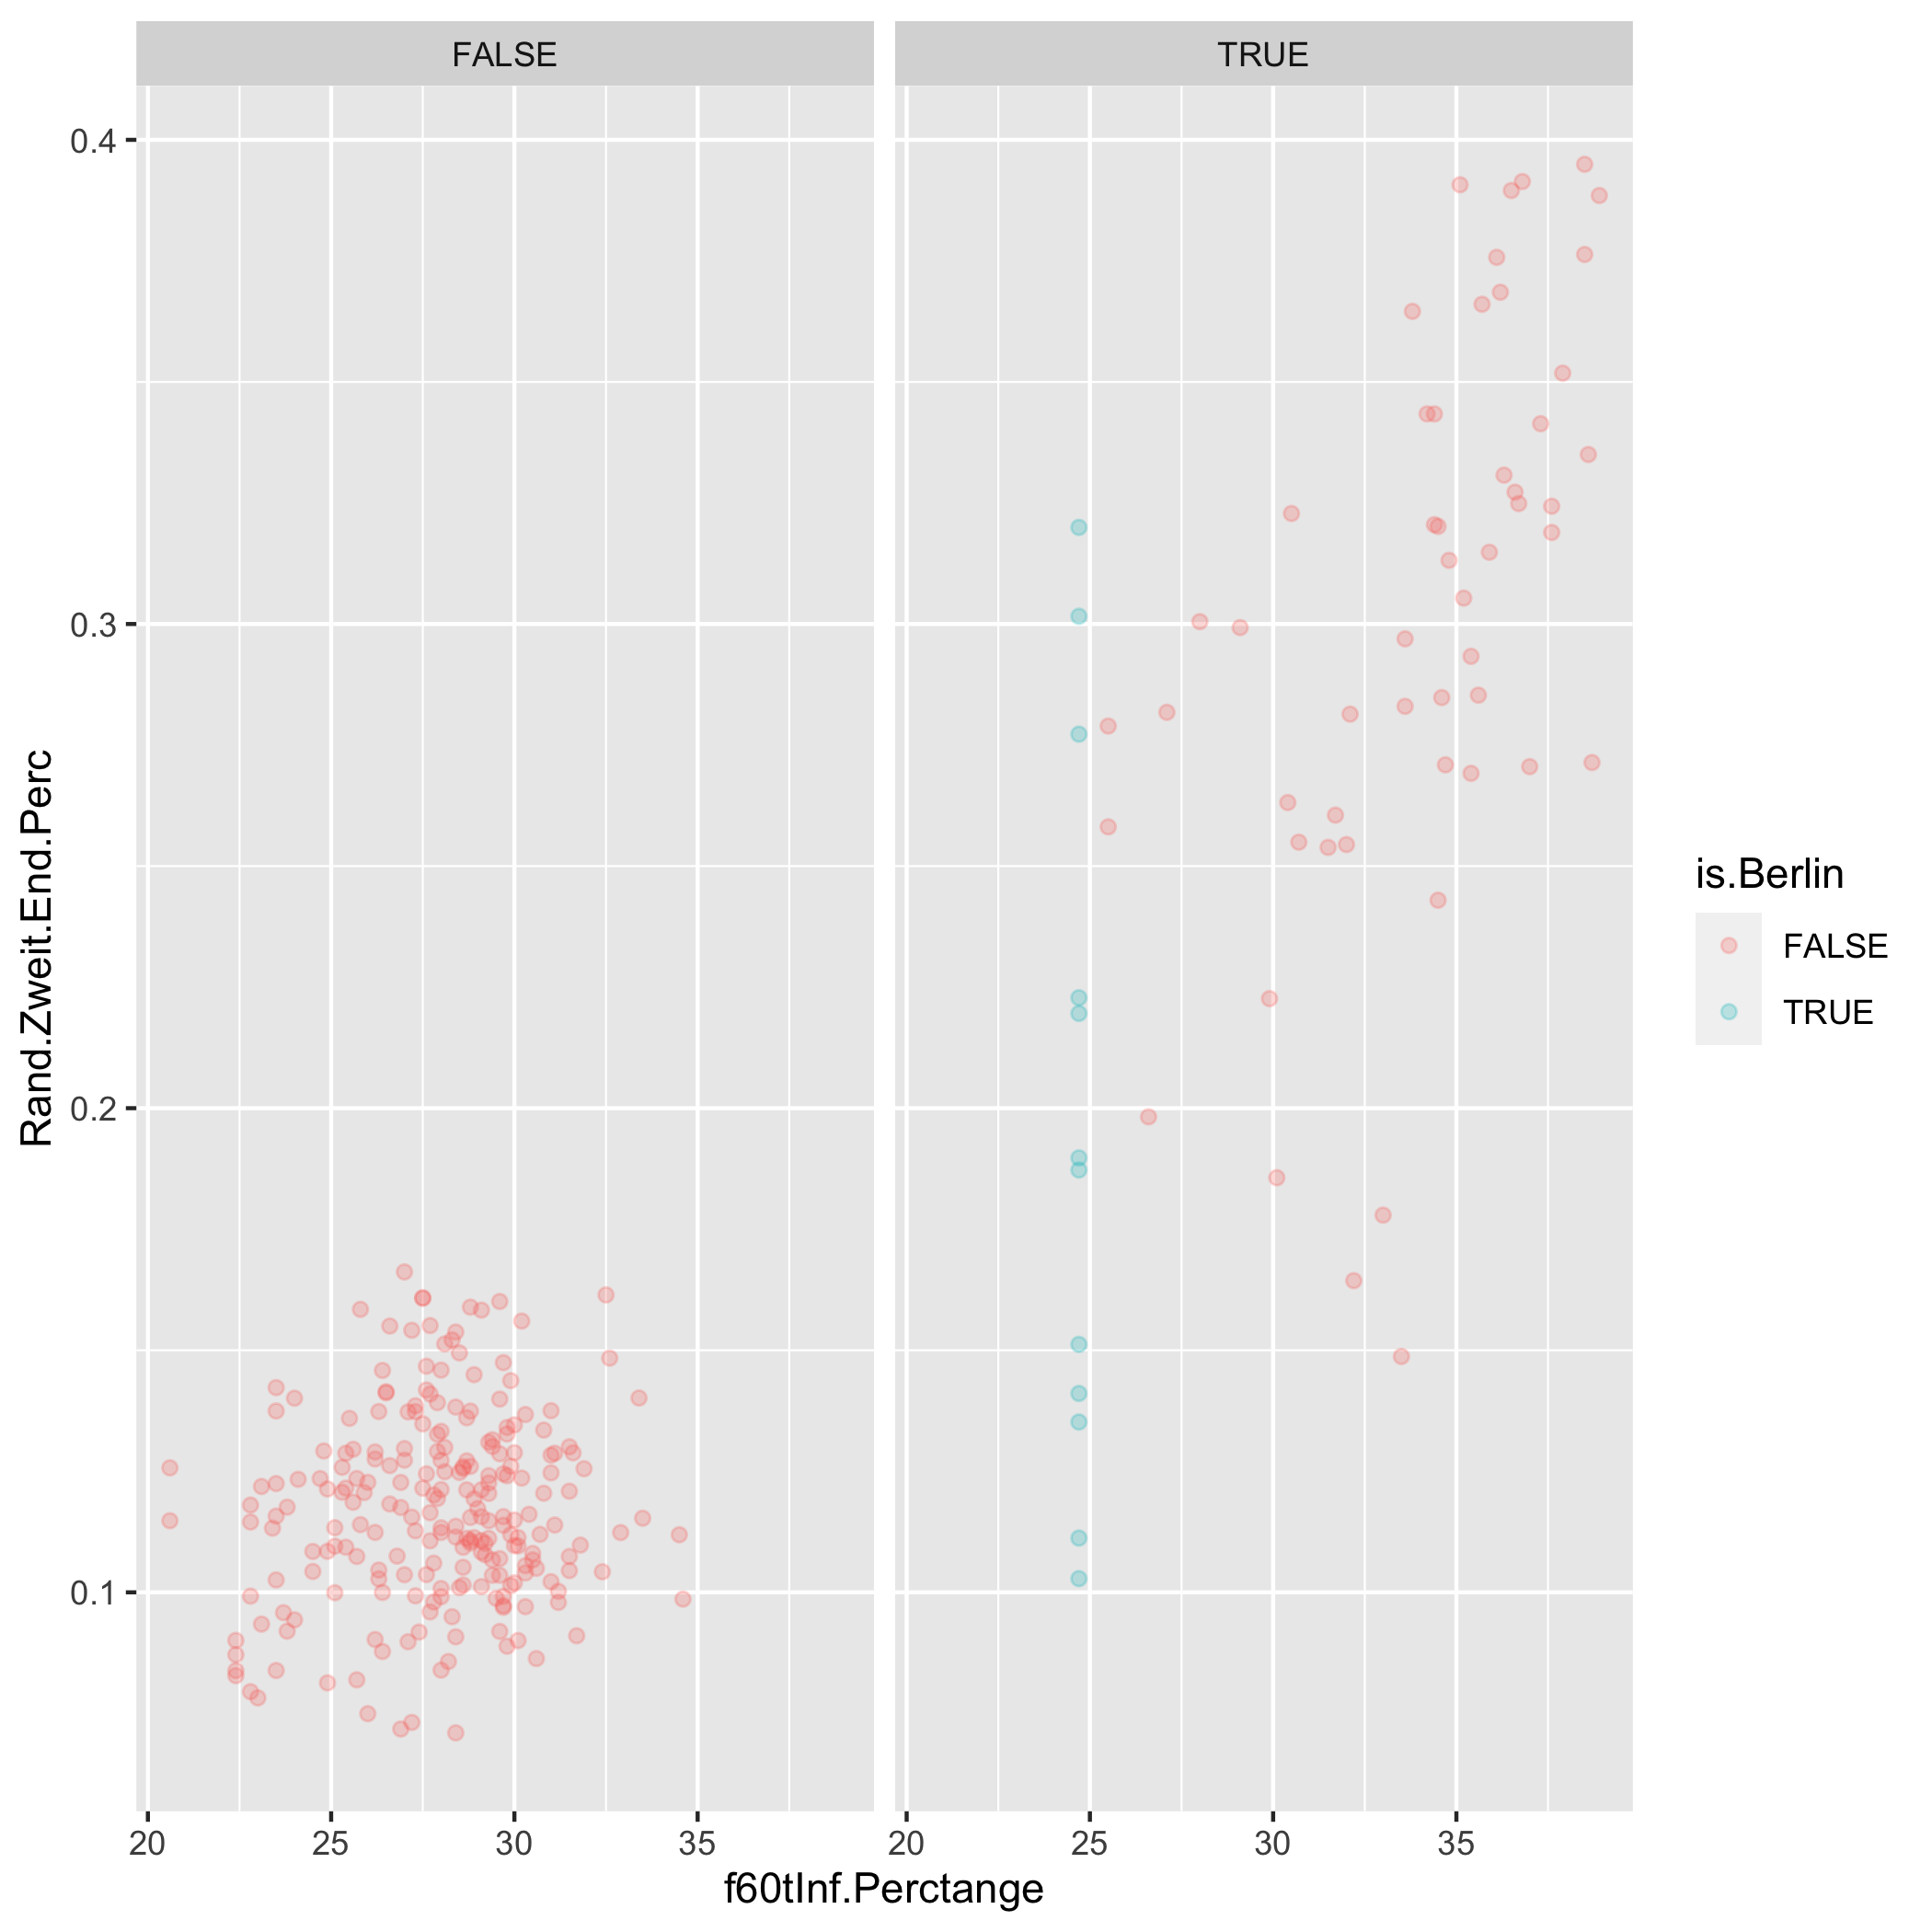 FALSE
TRUE
0.4
0.3
0.2
0.1
Rand.Zweit.End.Perc
20 25 30 35
20 25 30 35
f60tInf.Perctange
is.Berlin
FALSE
TRUE